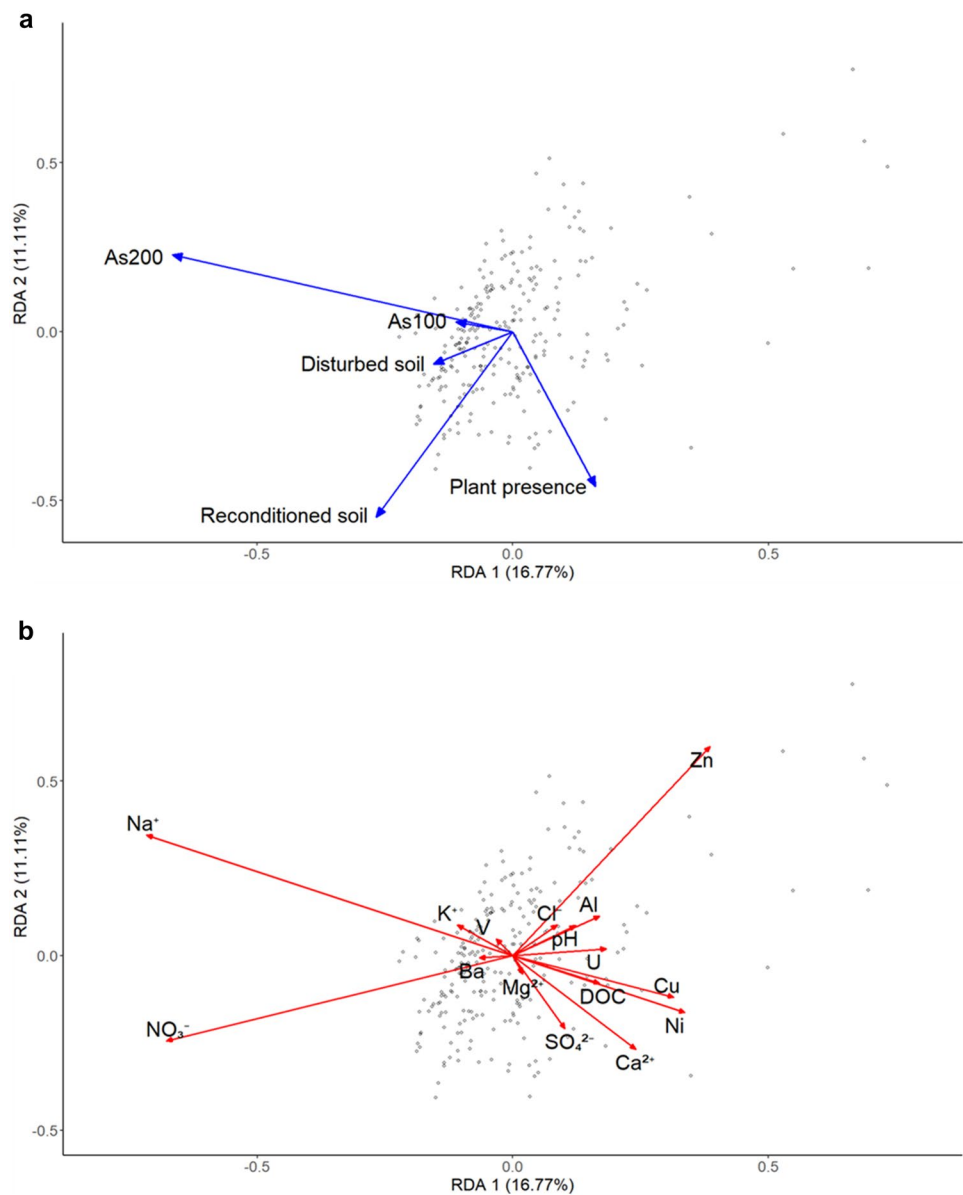 a
0.5
0.0
-0.5
RDA 2 (11.11%)
As200
As100
Disturbed soil
Plant presence
Reconditioned soil
-0.5
0.0
0.5
RDA 1 (16.77%)
b
0.5
0.0
-0.5
RDA 2 (11.11%)
Zn
Na⁺
K⁺
V
Cl⁻
Al
pH
U
Ba
Mg²⁺
DOC
Cu
NO₃⁻
Ni
SO₄²⁻
Ca²⁺
-0.5
0.0
0.5
RDA 1 (16.77%)